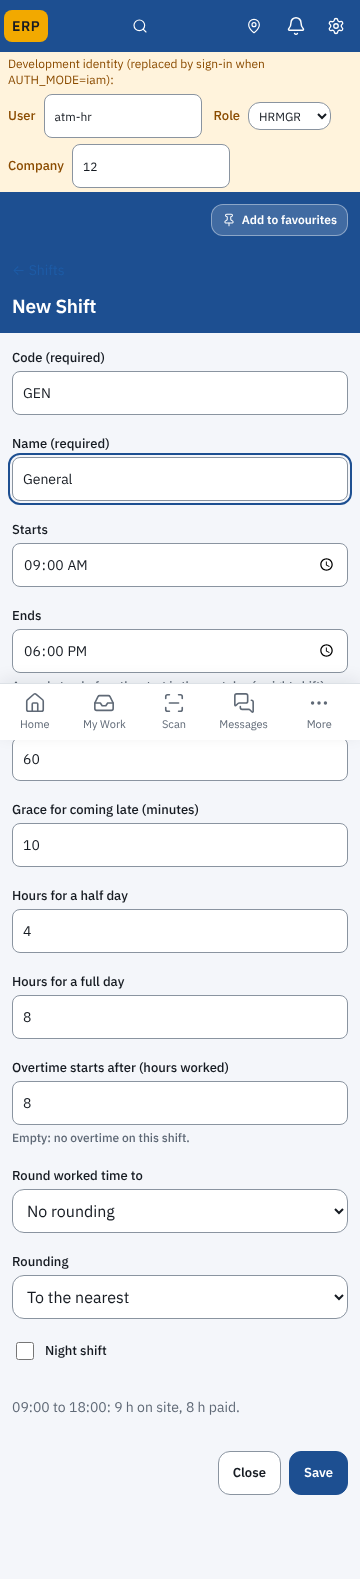 ERP
Development identity (replaced by sign-in when
AUTH_MODE=iam):
User atm-hr Role HRMGR
Company 12
Add to favourites
← Shifts
New Shift
Code (required)
GEN
Name (required)
General
Starts
09:00 AM
Ends
06:00 PM
Home My Work Scan Messages More
60
Grace for coming late (minutes)
10
Hours for a half day
4
Hours for a full day
8
Overtime starts after (hours worked)
8
Empty: no overtime on this shift.
Round worked time to
No rounding
Rounding
To the nearest
Night shift
09:00 to 18:00: 9 h on site, 8 h paid.
Close Save